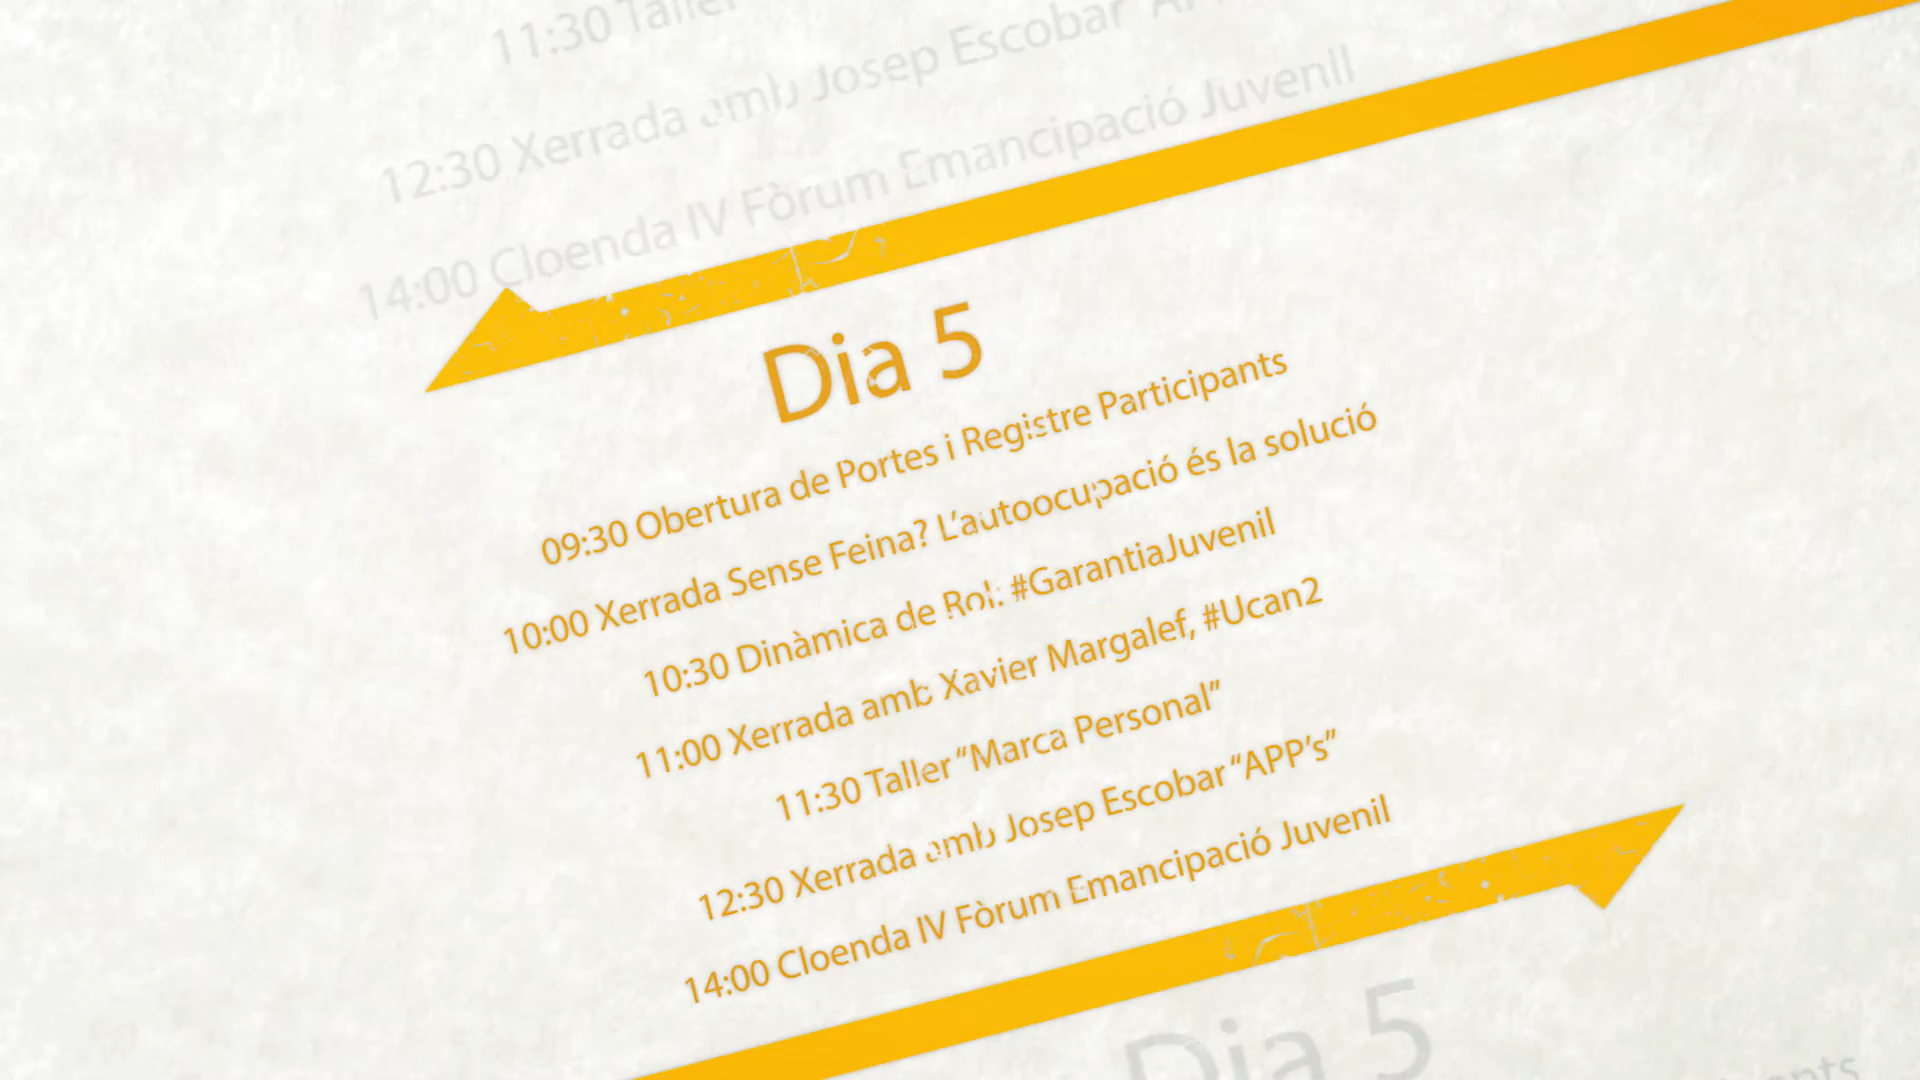 11:30 Taller
12:30 Xerrada amb Josep Escobar "APP
14:00 Cloenda IV Fòrum Emancipació Juvenil
Dia 5
09:30 Obertura de Portes i Registre Participants
10:00 Xerrada Sense Feina? L'autoocupació és la solució
10:30 Dinàmica de Rol. #GarantiaJuvenil
11:00 Xerrada amb Xavier Margalef, #Ucan2
11:30 Taller "Marca Personal"
12:30 Xerrada amb Josep Escobar "APP's"
14:00 Cloenda IV Fòrum Emancipació Juvenil
Dia 5